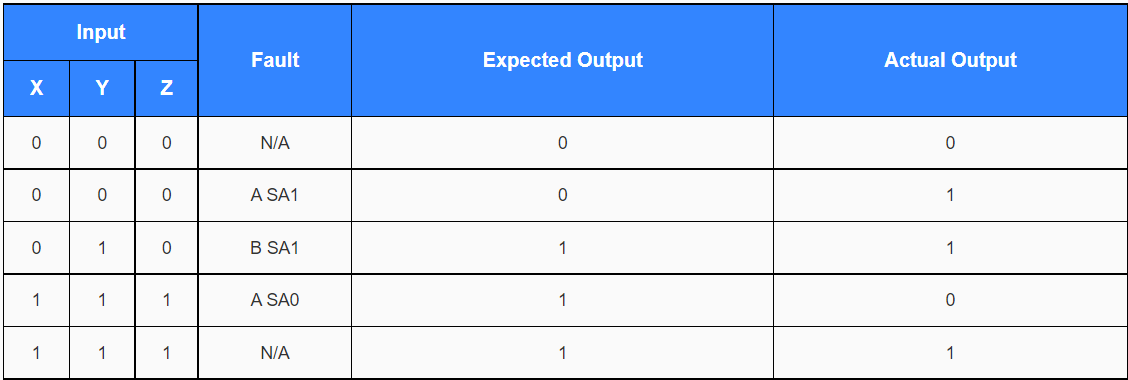 Input Fault Expected Output Actual Output
X Y Z
0 0 0 N/A 0 0
0 0 0 A SA1 0 1
0 1 0 B SA1 1 1
1 1 1 A SA0 1 0
1 1 1 N/A 1 1